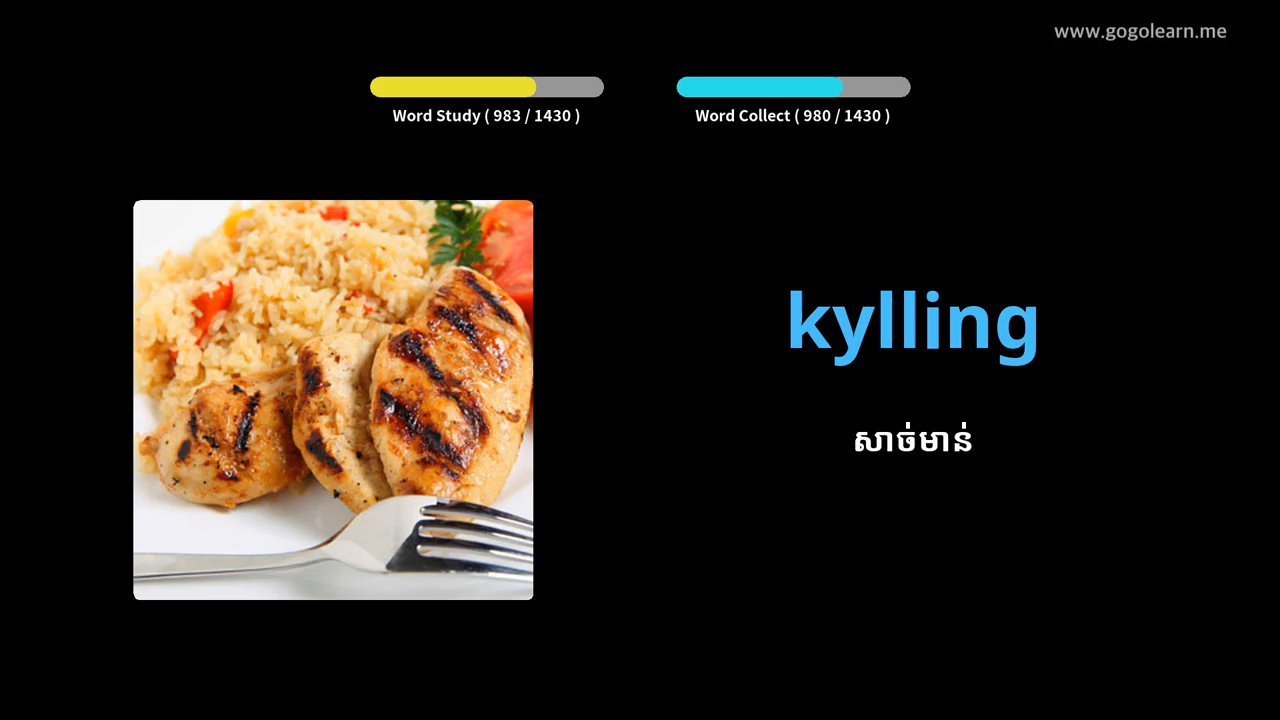 www.gogolearn.me
Word Study ( 983 / 1430 )
Word Collect ( 980 / 1430 )
kylling
សាច់មាន់